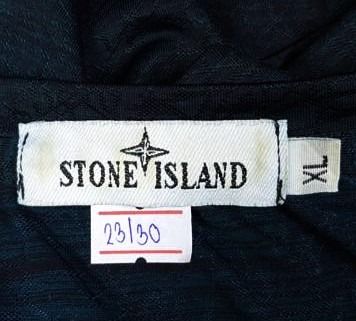 STONE ISLAND
XL
23/30